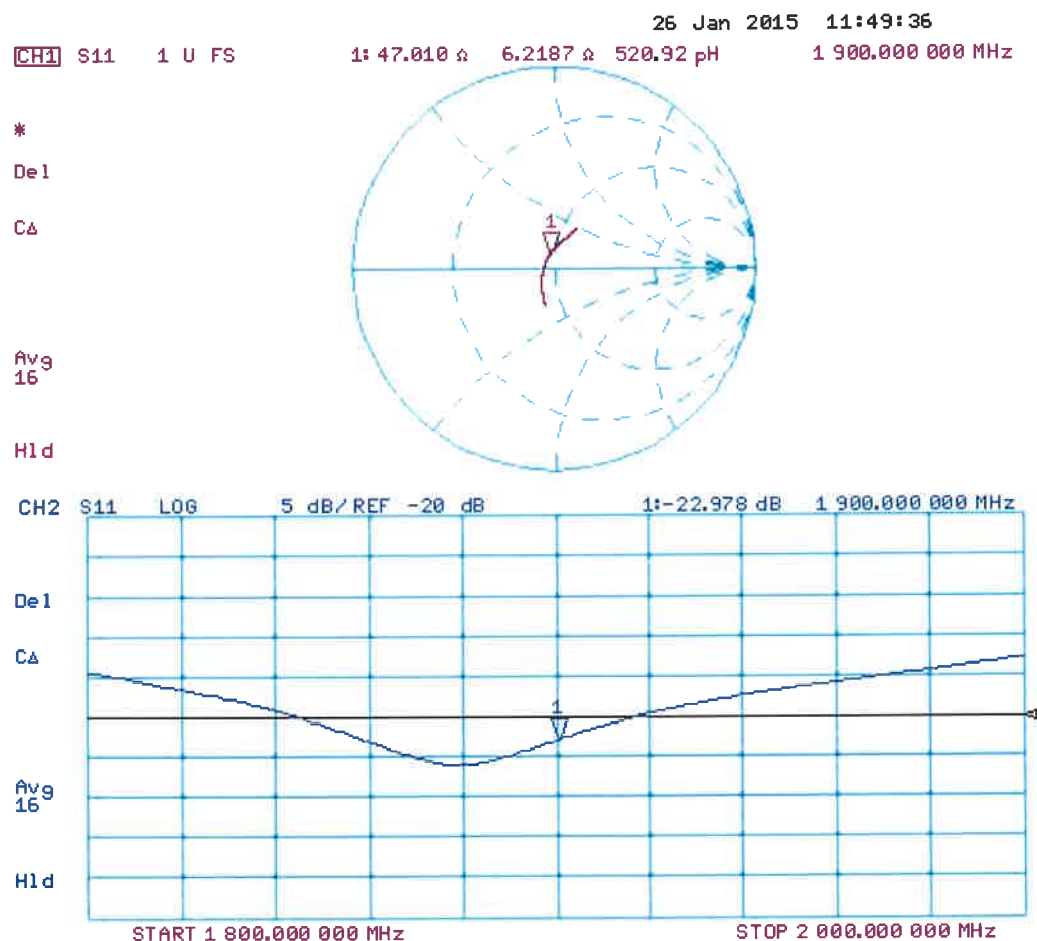 26 Jan 2015 11:49:36
CH1 S11 1 U FS 1: 47.010 Ω 6.2187 Ω 520.92 pH 1 900.000 000 MHz
*
Del
CΔ
1
Avg
16
Hld
CH2 S11 LOG 5 dB/REF -20 dB 1:-22.978 dB 1 900.000 000 MHz
Del
CΔ
1
Avg
16
Hld
START 1 800.000 000 MHz STOP 2 000.000 000 MHz